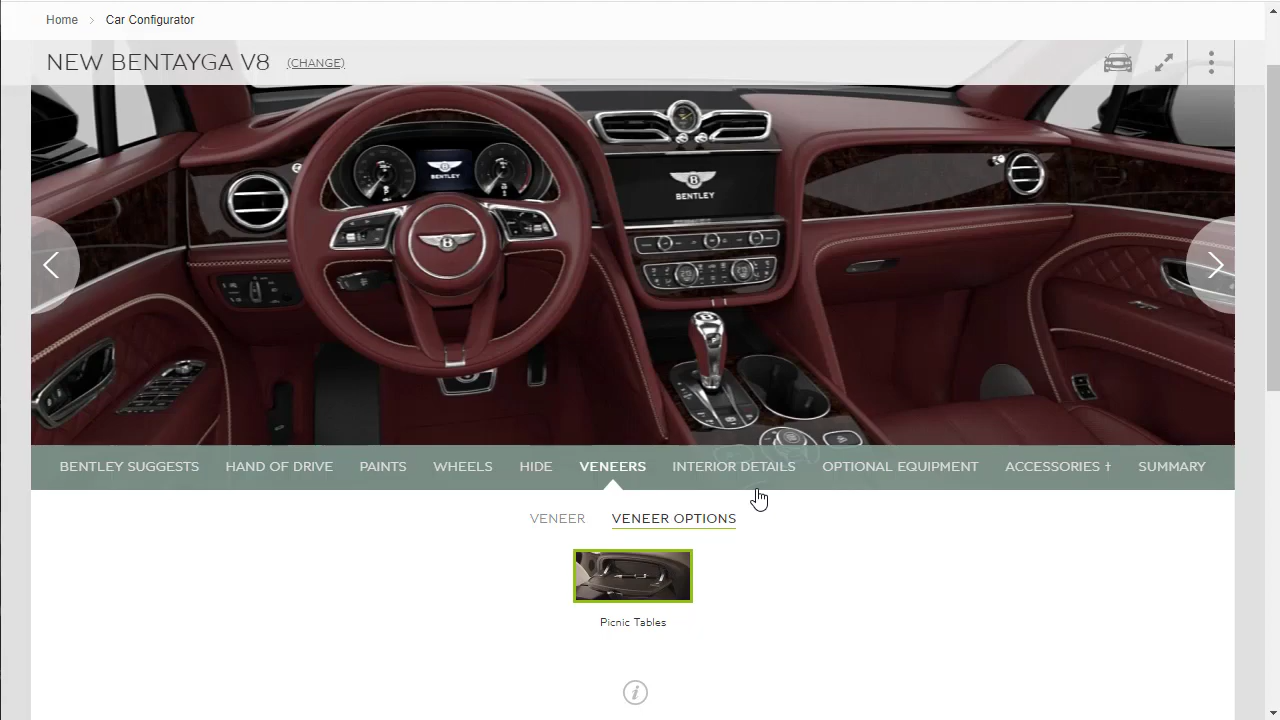 Home
Car Configurator
NEW BENTAYGA V8 (CHANGE)
BENTLEY
BENTLEY
BENTLEY SUGGESTS HAND OF DRIVE PAINTS WHEELS HIDE VENEERS INTERIOR DETAILS OPTIONAL EQUIPMENT ACCESSORIES † SUMMARY
VENEER VENEER OPTIONS
Picnic Tables